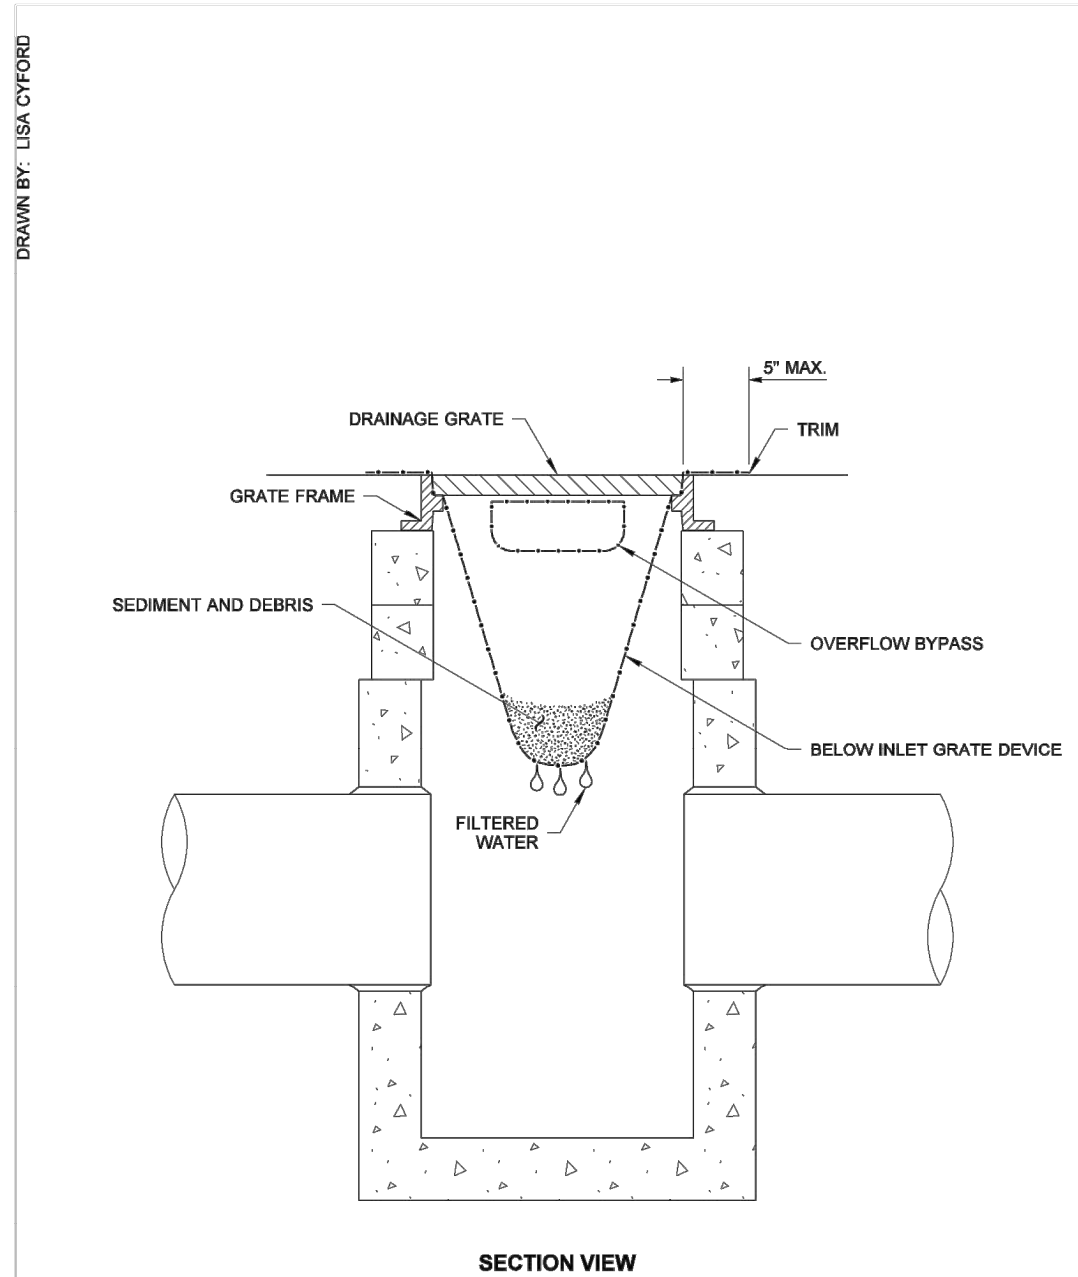 DRAWN BY: LISA CYFORD
5" MAX.
DRAINAGE GRATE
TRIM
GRATE FRAME
SEDIMENT AND DEBRIS
OVERFLOW BYPASS
BELOW INLET GRATE DEVICE
FILTERED
WATER
SECTION VIEW